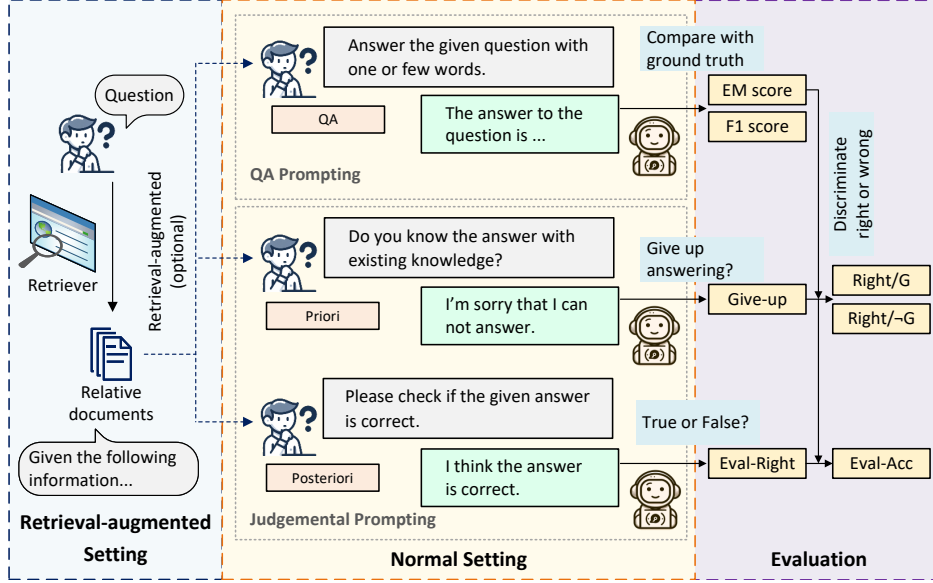 Question
Retriever
Retrieval-augmented
(optional)
Relative
documents
Given the following
information...
Retrieval-augmented
Setting
Answer the given question with
one or few words.
QA
The answer to the
question is ...
QA Prompting
Do you know the answer with
existing knowledge?
Priori
I'm sorry that I can
not answer.
Please check if the given answer
is correct.
Posteriori
I think the answer
is correct.
Judgemental Prompting
Normal Setting
Compare with
ground truth
EM score
F1 score
Discriminate
right or wrong
Give up
answering?
Give-up
Right/G
Right/¬G
True or False?
Eval-Right
Eval-Acc
Evaluation